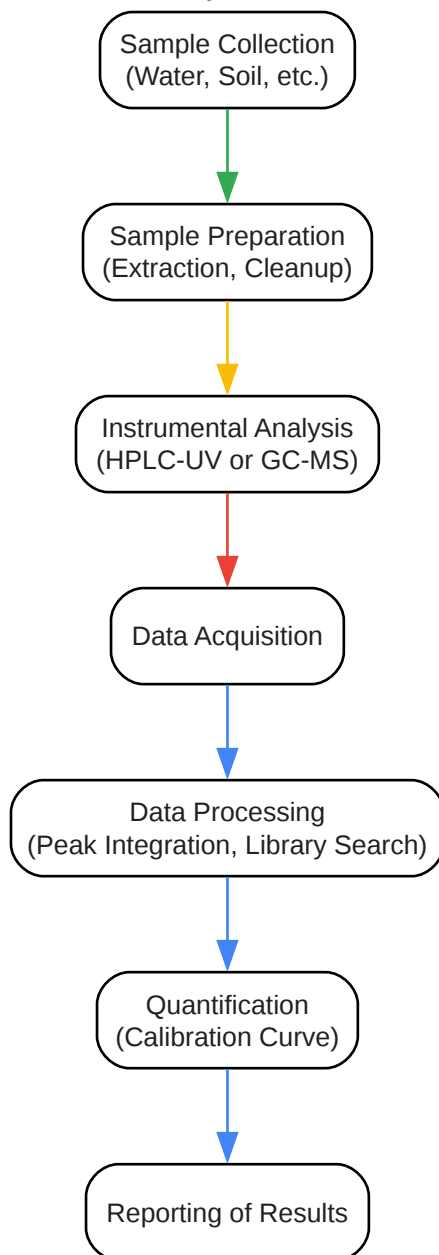 Sample Collection
(Water, Soil, etc.)
Sample Preparation
(Extraction, Cleanup)
Instrumental Analysis
(HPLC-UV or GC-MS)
Data Acquisition
Data Processing
(Peak Integration, Library Search)
Quantification
(Calibration Curve)
Reporting of Results